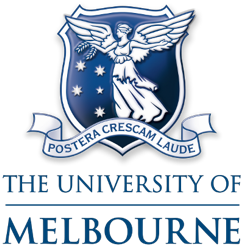 POSTERA CRESCAM LAUDE
THE UNIVERSITY OF
MELBOURNE